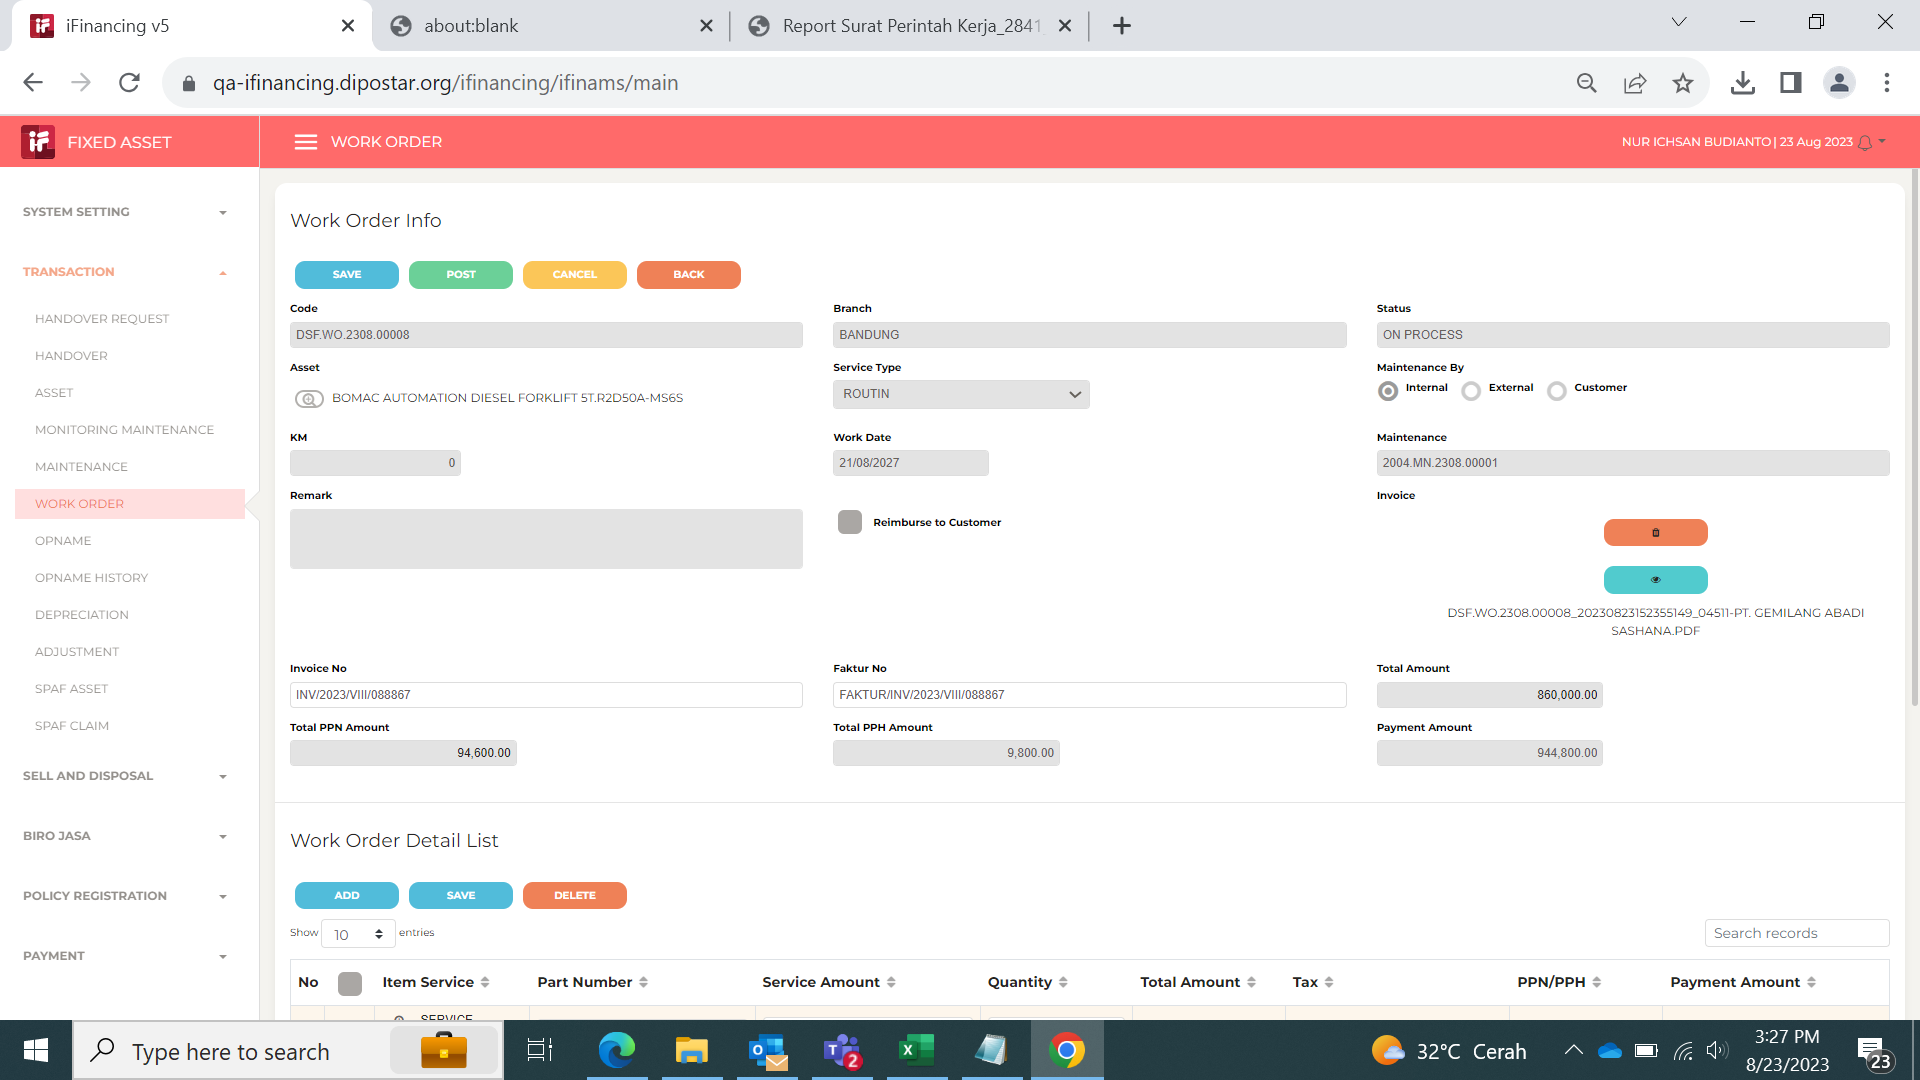 iFinancing v5
about:blank
Report Surat Perintah Kerja_2841
qa-ifinancing.dipostar.org/ifinancing/ifinams/main
iF FIXED ASSET
WORK ORDER
NUR ICHSAN BUDIANTO | 23 Aug 2023
SYSTEM SETTING
TRANSACTION
HANDOVER REQUEST
HANDOVER
ASSET
MONITORING MAINTENANCE
MAINTENANCE
WORK ORDER
OPNAME
OPNAME HISTORY
DEPRECIATION
ADJUSTMENT
SPAF ASSET
SPAF CLAIM
SELL AND DISPOSAL
BIRO JASA
POLICY REGISTRATION
PAYMENT
Work Order Info
SAVE POST CANCEL BACK
Code Branch Status
DSF.WO.2308.00008 BANDUNG ON PROCESS
Asset Service Type Maintenance By
BOMAC AUTOMATION DIESEL FORKLIFT 5T.R2D50A-MS6S ROUTIN Internal External Customer
KM Work Date Maintenance
0 21/08/2027 2004.MN.2308.00001
Remark Invoice
Reimburse to Customer
DSF.WO.2308.00008_20230823152355149_04511-PT. GEMILANG ABADI
SASHANA.PDF
Invoice No Faktur No Total Amount
INV/2023/VIII/088867 FAKTUR/INV/2023/VIII/088867 860,000.00
Total PPN Amount Total PPH Amount Payment Amount
94,600.00 9,800.00 944,800.00
Work Order Detail List
ADD SAVE DELETE
Show 10 entries Search records
No Item Service Part Number Service Amount Quantity Total Amount Tax PPN/PPH Payment Amount
SERVICE
Type here to search
2
32°C Cerah
3:27 PM
8/23/2023
23